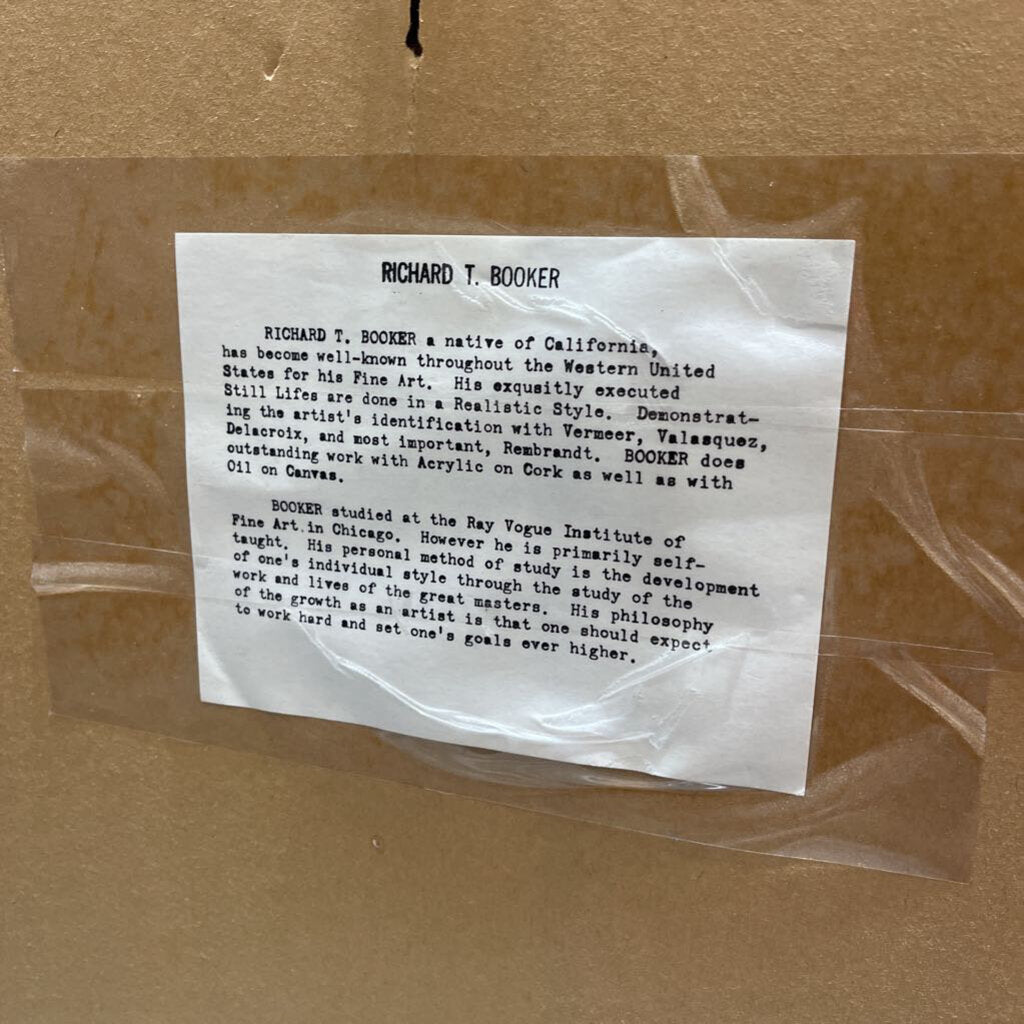 RICHARD T. BOOKER
RICHARD T. BOOKER a native of California,
has become well-known throughout the Western United
States for his Fine Art. His exqusitly executed
Still Lifes are done in a Realistic Style. Demonstrat-
ing the artist's identification with Vermeer, Valasquez,
Delacroix, and most important, Rembrandt. BOOKER does
outstanding work with Acrylic on Cork as well as with
Oil on Canvas.
BOOKER studied at the Ray Vogue Institute of
Fine Art in Chicago. However he is primarily self-
taught. His personal method of study is the development
of one's individual style through the study of the
work and lives of the great masters. His philosophy
of the growth as an artist is that one should expect
to work hard and set one's goals ever higher.